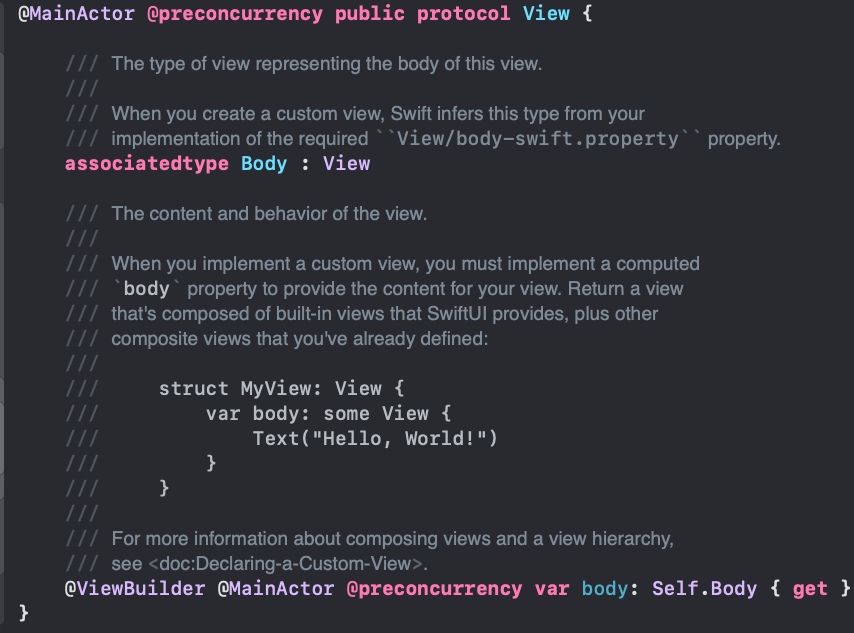 @MainActor @preconcurrency public protocol View {
/// The type of view representing the body of this view.
///
/// When you create a custom view, Swift infers this type from your
/// implementation of the required ``View/body-swift.property`` property.
associatedtype Body : View
/// The content and behavior of the view.
///
/// When you implement a custom view, you must implement a computed
/// `body` property to provide the content for your view. Return a view
/// that's composed of built-in views that SwiftUI provides, plus other
/// composite views that you've already defined:
///
/// struct MyView: View {
/// var body: some View {
/// Text("Hello, World!")
/// }
/// }
///
/// For more information about composing views and a view hierarchy,
/// see <doc:Declaring-a-Custom-View>.
@ViewBuilder @MainActor @preconcurrency var body: Self.Body { get }
}